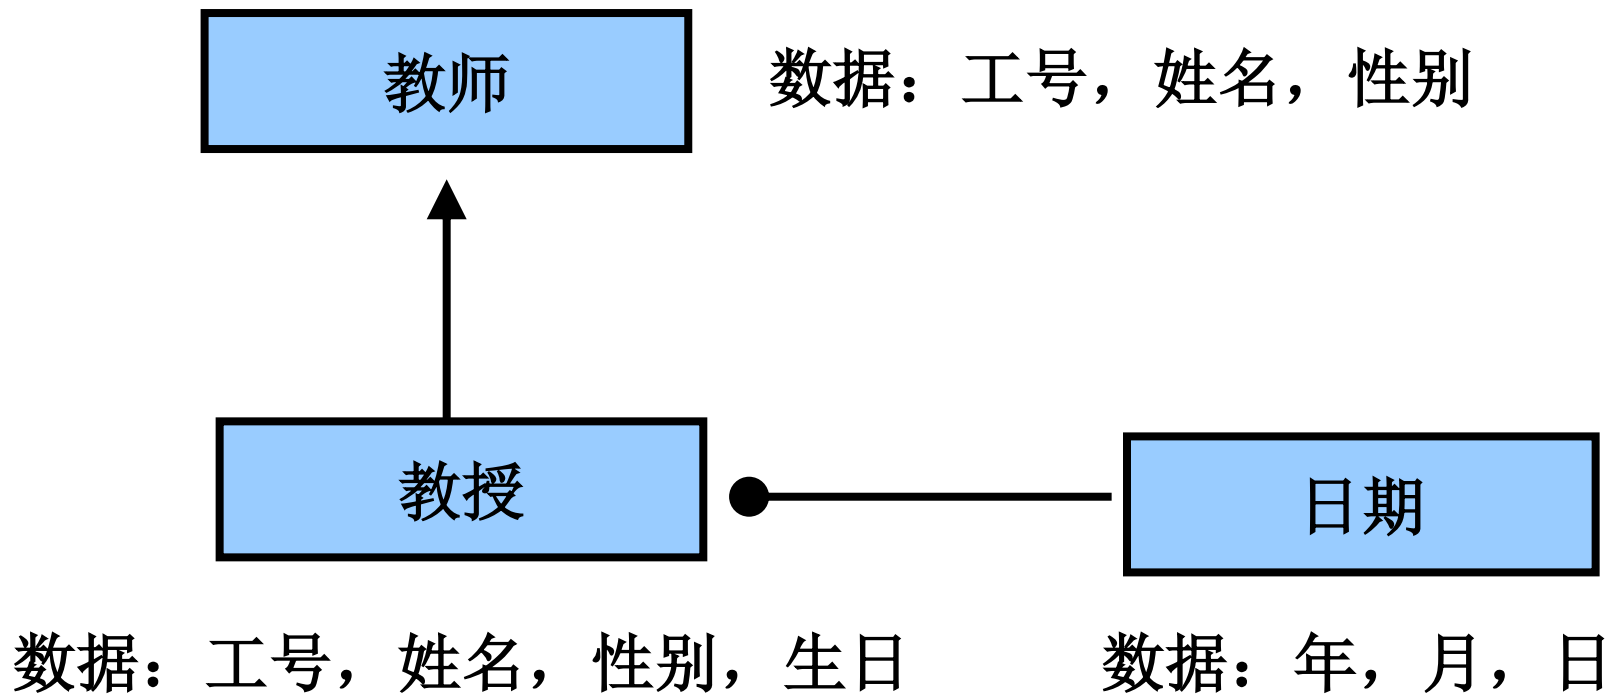 教师
数据：工号，姓名，性别
教授
日期
数据：工号，姓名，性别，生日
数据：年，月，日